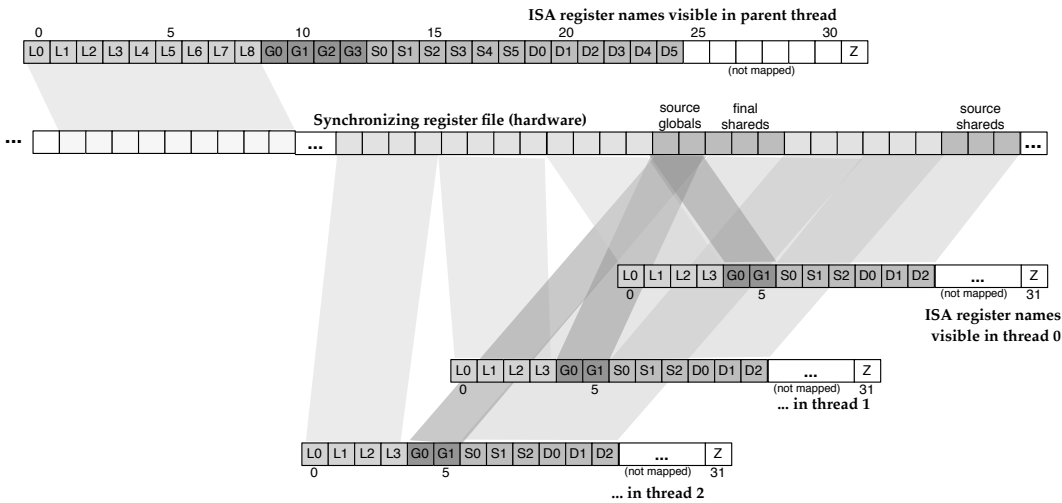 ISA register names visible in parent thread
0 5 10 15 20 25 30
L0 L1 L2 L3 L4 L5 L6 L7 L8 G0 G1 G2 G3 S0 S1 S2 S3 S4 S5 D0 D1 D2 D3 D4 D5 Z
(not mapped)
source globals
final shareds
source shareds
Synchronizing register file (hardware)
... ... ...
L0 L1 L2 L3 G0 G1 S0 S1 S2 D0 D1 D2 ... Z
0 5 (not mapped) 31
ISA register names
visible in thread 0
L0 L1 L2 L3 G0 G1 S0 S1 S2 D0 D1 D2 ... Z
0 5 (not mapped) 31
... in thread 1
L0 L1 L2 L3 G0 G1 S0 S1 S2 D0 D1 D2 ... Z
0 5 (not mapped) 31
... in thread 2